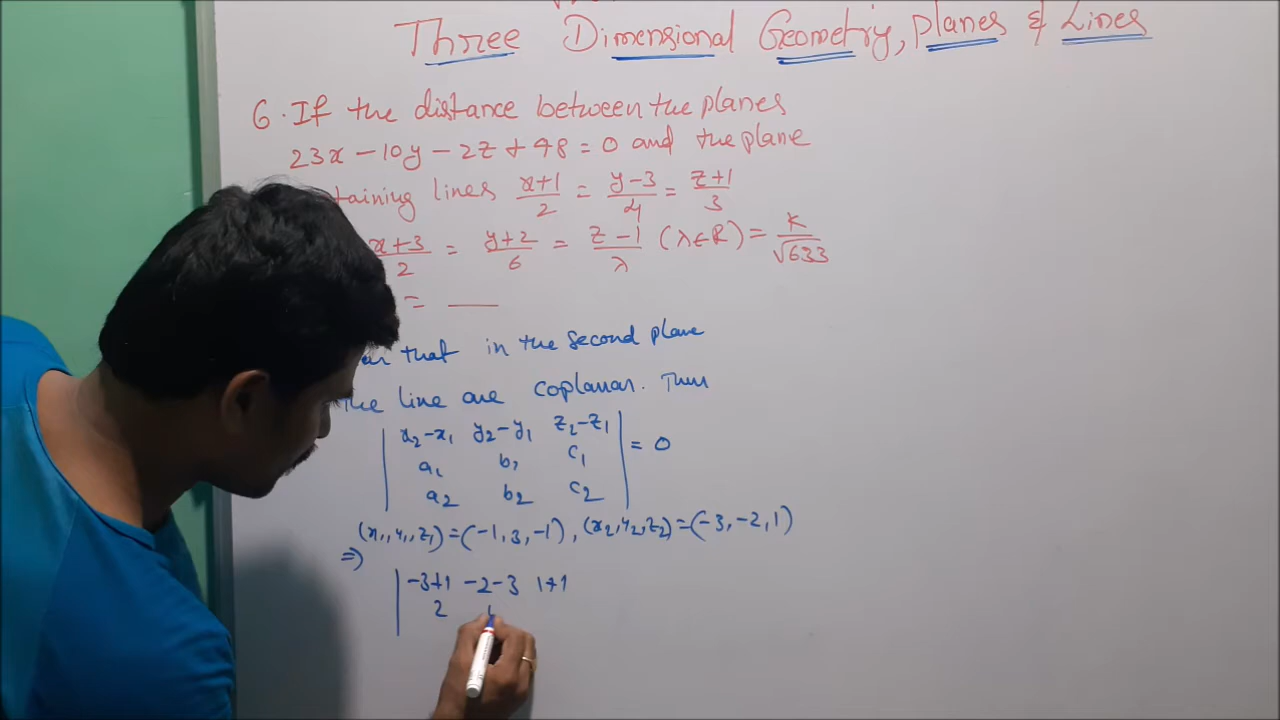 Three Dimensional Geometry, Planes & Lines
6. If the distance between the planes
23x - 10y - 2z + 48 = 0 and the plane
taining lines x+1/2 = y-3/4 = z+1/3
x+3/2 = y+2/6 = z-1/λ (λ∈R) = k/√633
= ____
that in the second plane
The line are coplanar. Then
| x2-x1 y2-y1 z2-z1 |
| a1 b1 c1 | = 0
| a2 b2 c2 |
(x1, y1, z1) = (-1, 3, -1), (x2, y2, z2) = (-3, -2, 1)
⇒
| -3+1 -2-3 1+1
2